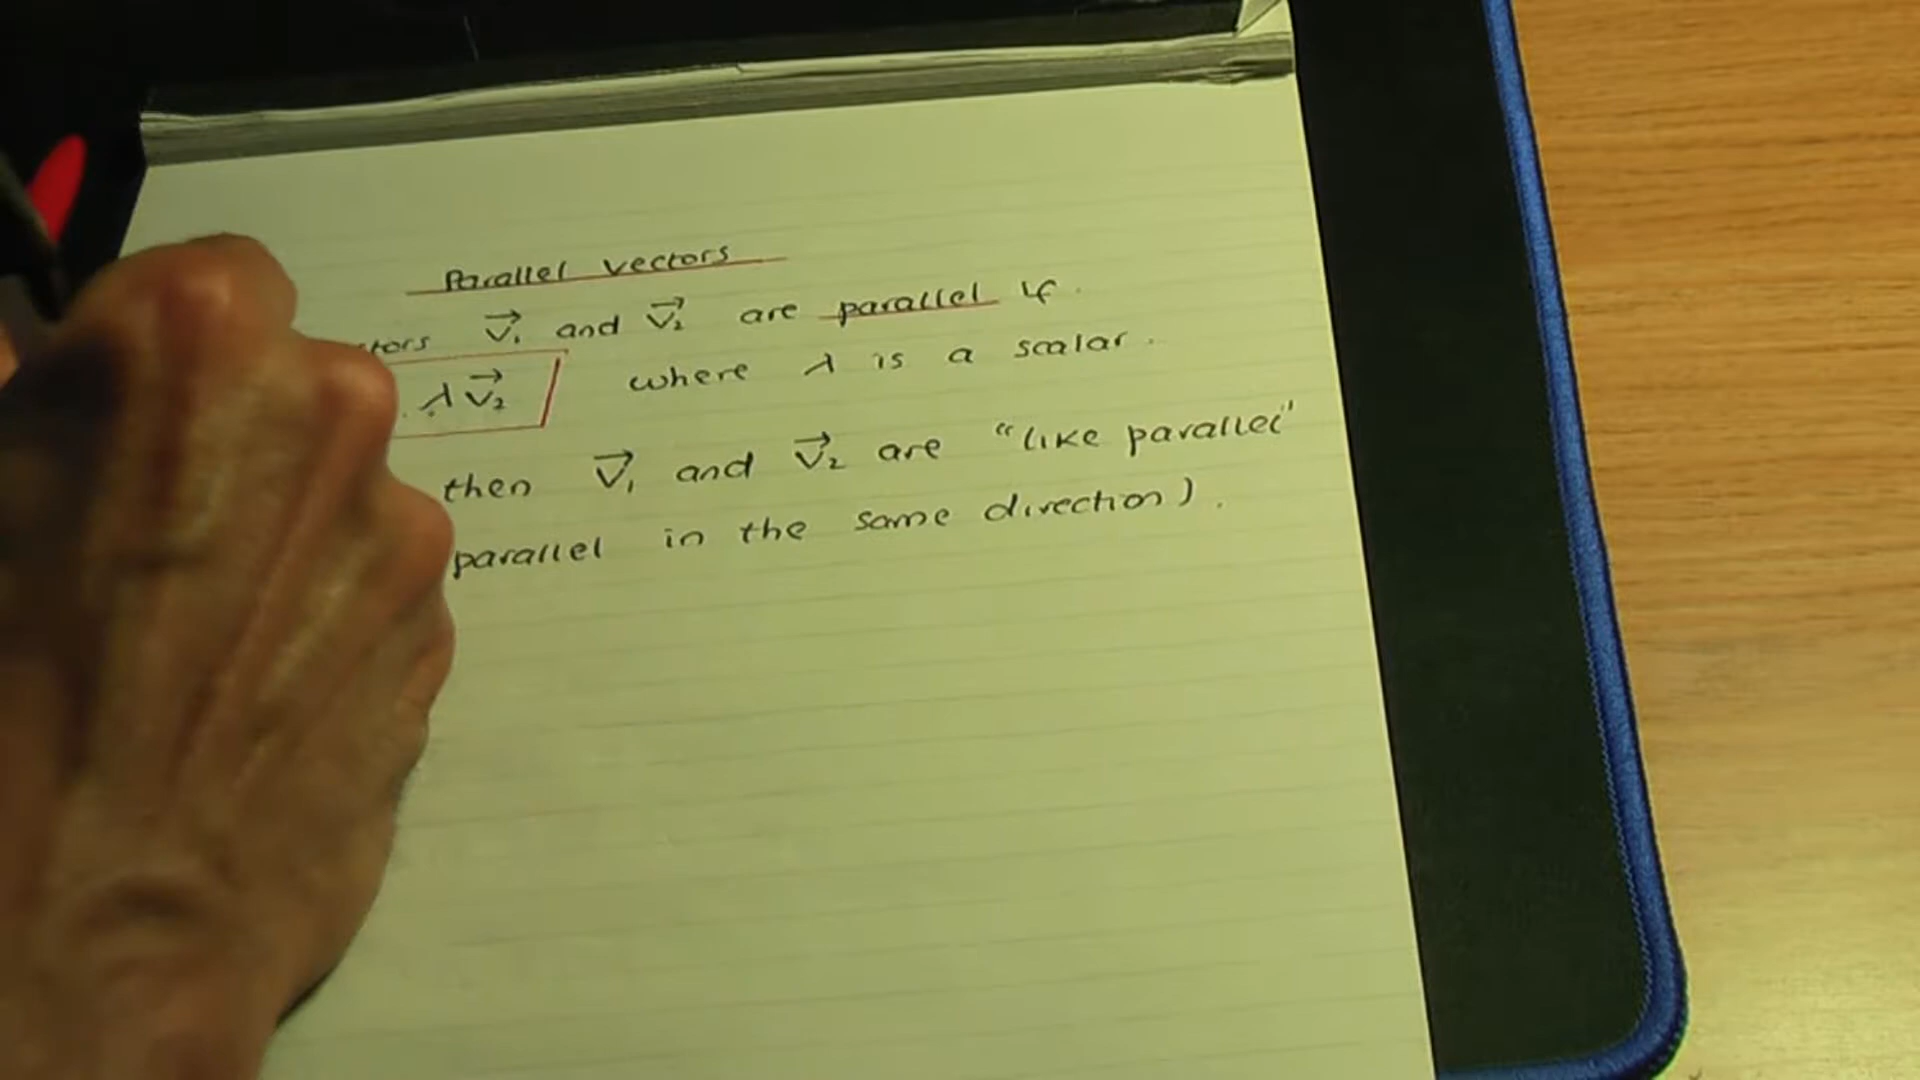 Parallel vectors
V⃗₁ and V⃗₂ are parallel if
λV⃗₂ where λ is a scalar.
then V⃗₁ and V⃗₂ are "like parallel"
parallel in the same direction).